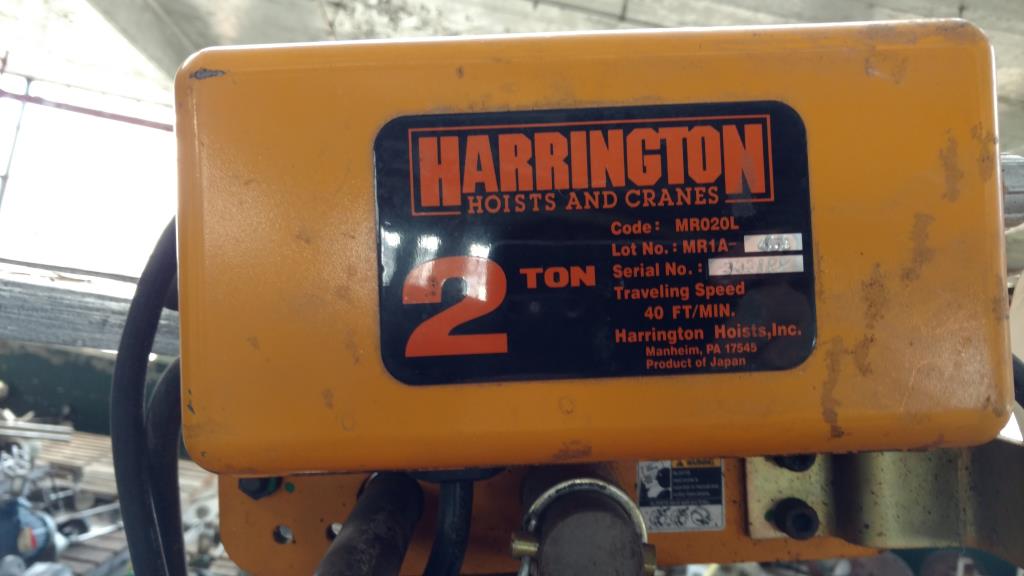 HARRINGTON
HOISTS AND CRANES
2 TON
Code: MR020L
Lot No.: MR1A-
Serial No.:
Traveling Speed
40 FT/MIN.
Harrington Hoists,Inc.
Manheim, PA 17545
Product of Japan
WARNING